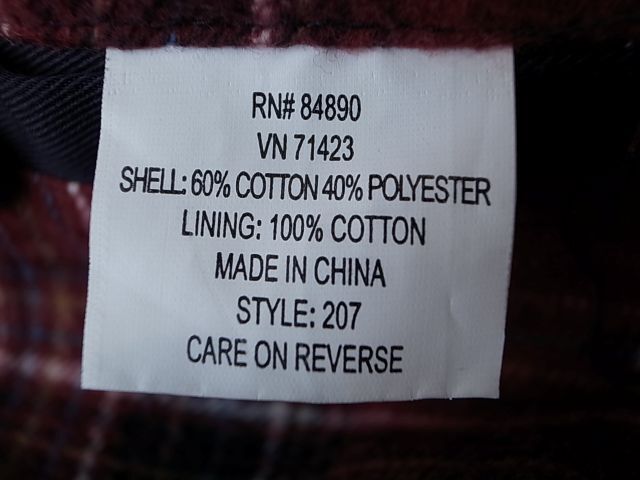 RN# 84890
VN 71423
SHELL: 60% COTTON 40% POLYESTER
LINING: 100% COTTON
MADE IN CHINA
STYLE: 207
CARE ON REVERSE